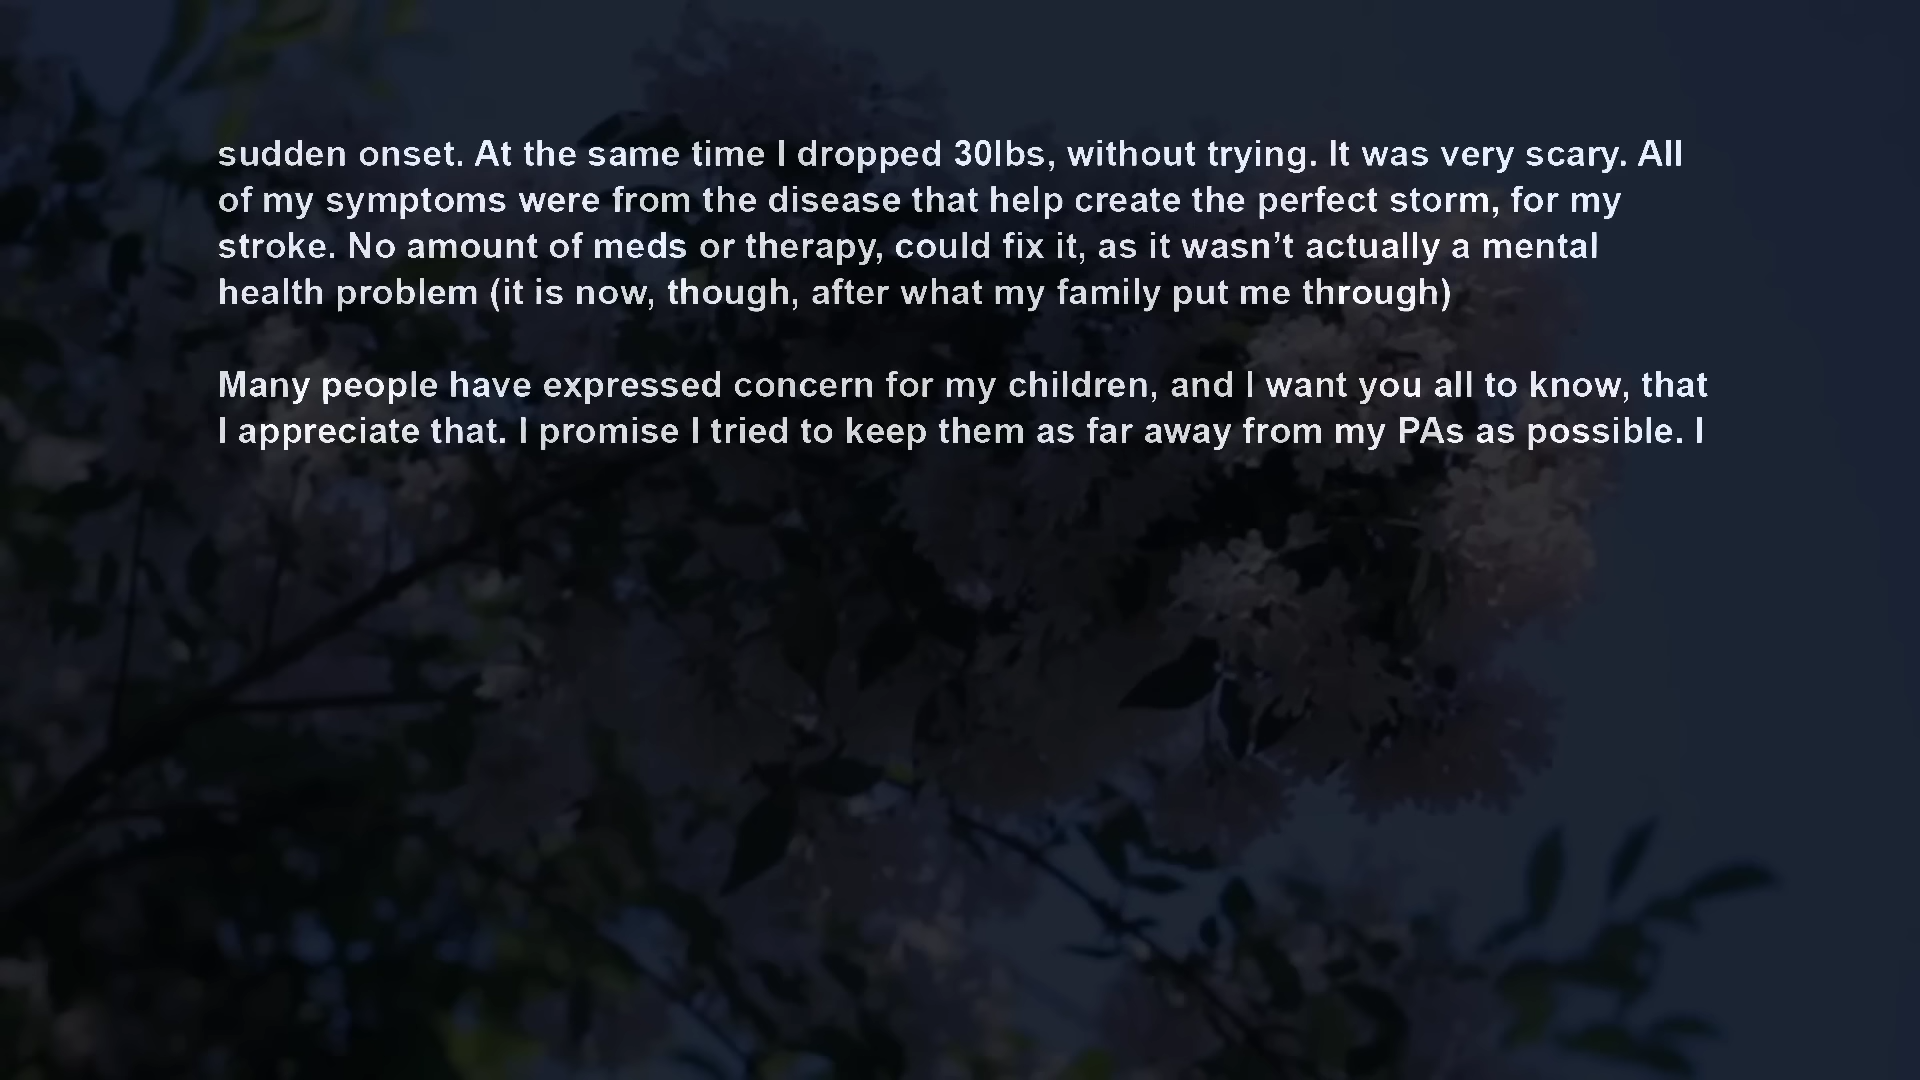 sudden onset. At the same time I dropped 30lbs, without trying. It was very scary. All
of my symptoms were from the disease that help create the perfect storm, for my
stroke. No amount of meds or therapy, could fix it, as it wasn’t actually a mental
health problem (it is now, though, after what my family put me through)
Many people have expressed concern for my children, and I want you all to know, that
I appreciate that. I promise I tried to keep them as far away from my PAs as possible. I